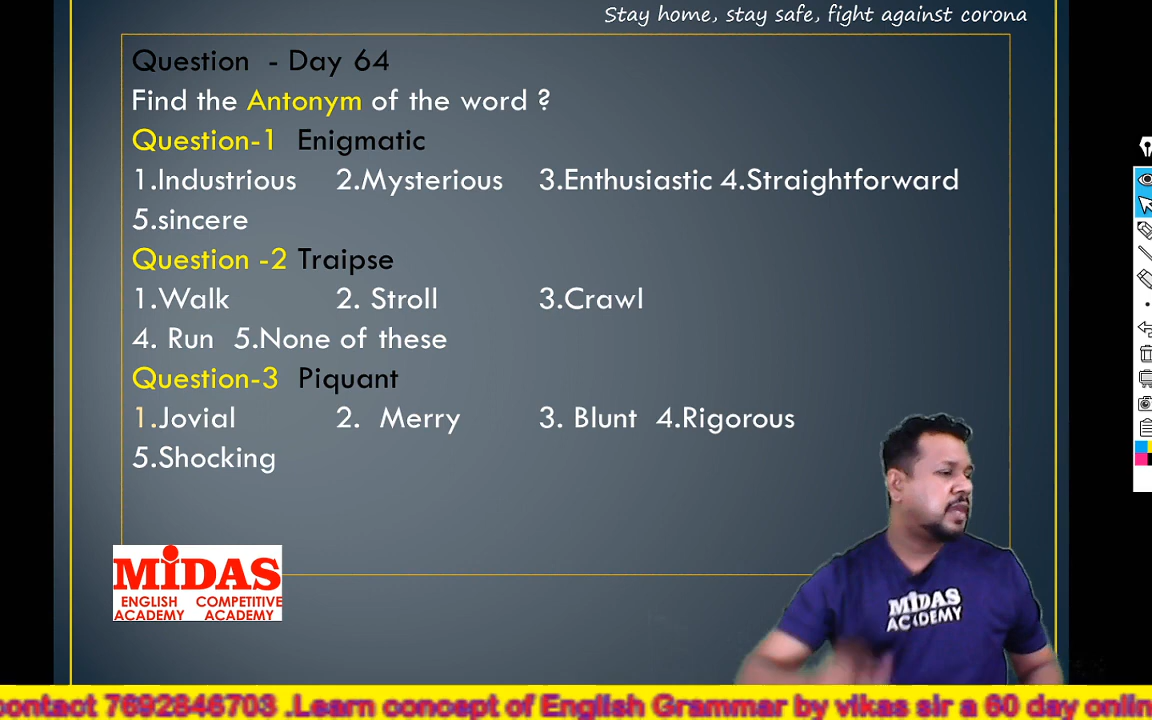 Stay home, stay safe, fight against corona
Question - Day 64
Find the Antonym of the word ?
Question-1 Enigmatic
1.Industrious 2.Mysterious 3.Enthusiastic 4.Straightforward
5.sincere
Question -2 Traipse
1.Walk 2. Stroll 3.Crawl
4. Run 5.None of these
Question-3 Piquant
1.Jovial 2. Merry 3. Blunt 4.Rigorous
5.Shocking
MiDAS
ENGLISH COMPETITIVE
ACADEMY ACADEMY
MIDAS
ACADEMY
contact 7692846703 .Learn concept of English Grammar by vikas sir a 60 day onlin